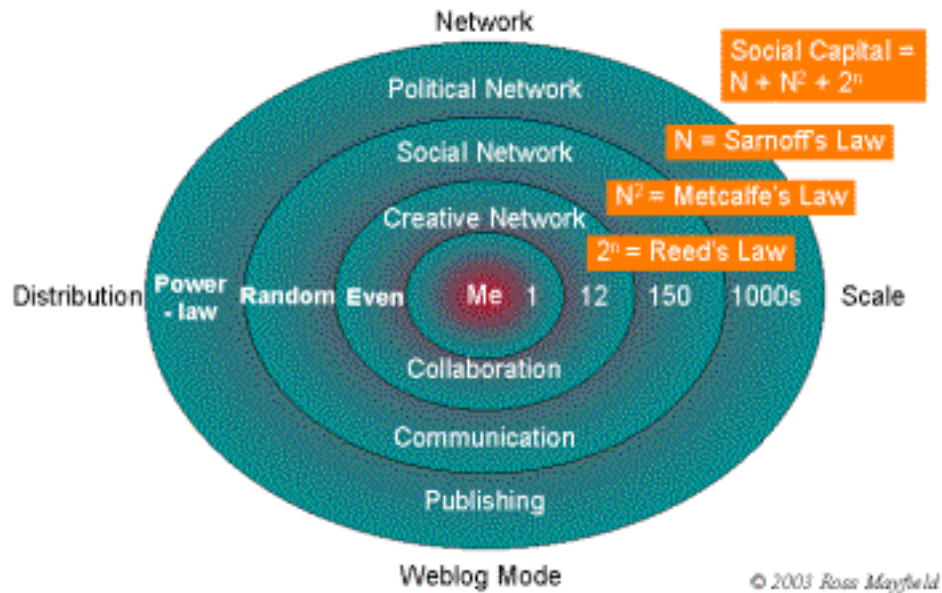 Network
Social Capital =
N + N² + 2ⁿ
Political Network
N = Sarnoff's Law
Social Network
N² = Metcalfe's Law
Creative Network
2ⁿ = Reed's Law
Distribution
Power
- law
Random
Even
Me
1
12
150
1000s
Scale
Collaboration
Communication
Publishing
Weblog Mode
© 2003 Ross Mayfield